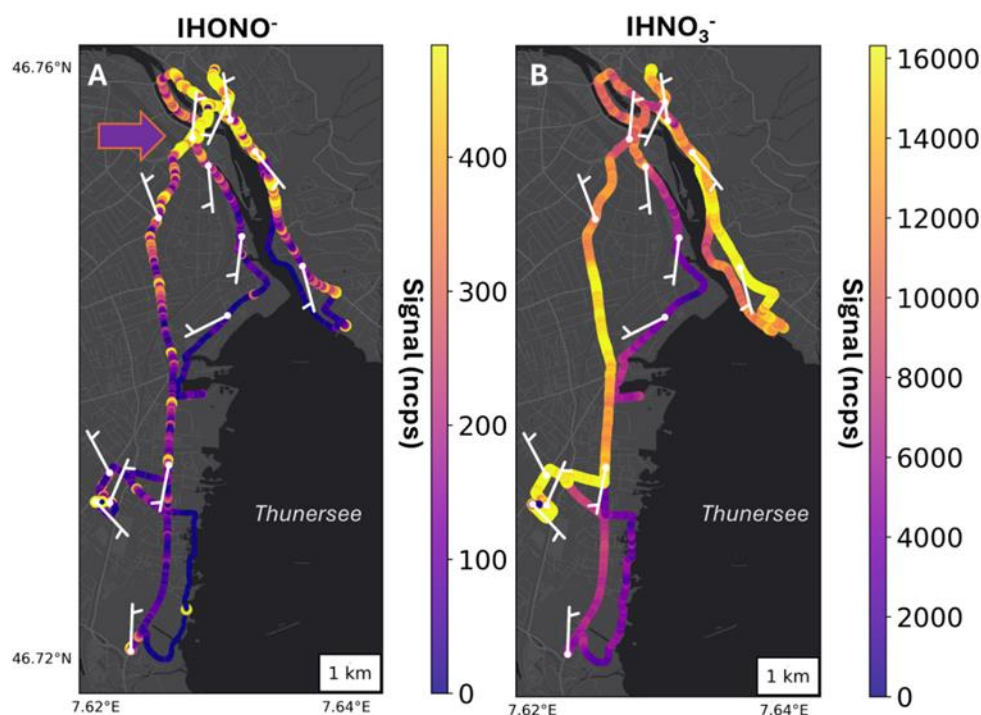 IHONO⁻
IHNO₃⁻
A
B
46.76°N
46.72°N
7.62°E
7.64°E
7.62°E
7.64°E
Thunersee
Thunersee
1 km
1 km
400
300
200
100
0
Signal (ncps)
16000
14000
12000
10000
8000
6000
4000
2000
0
Signal (ncps)